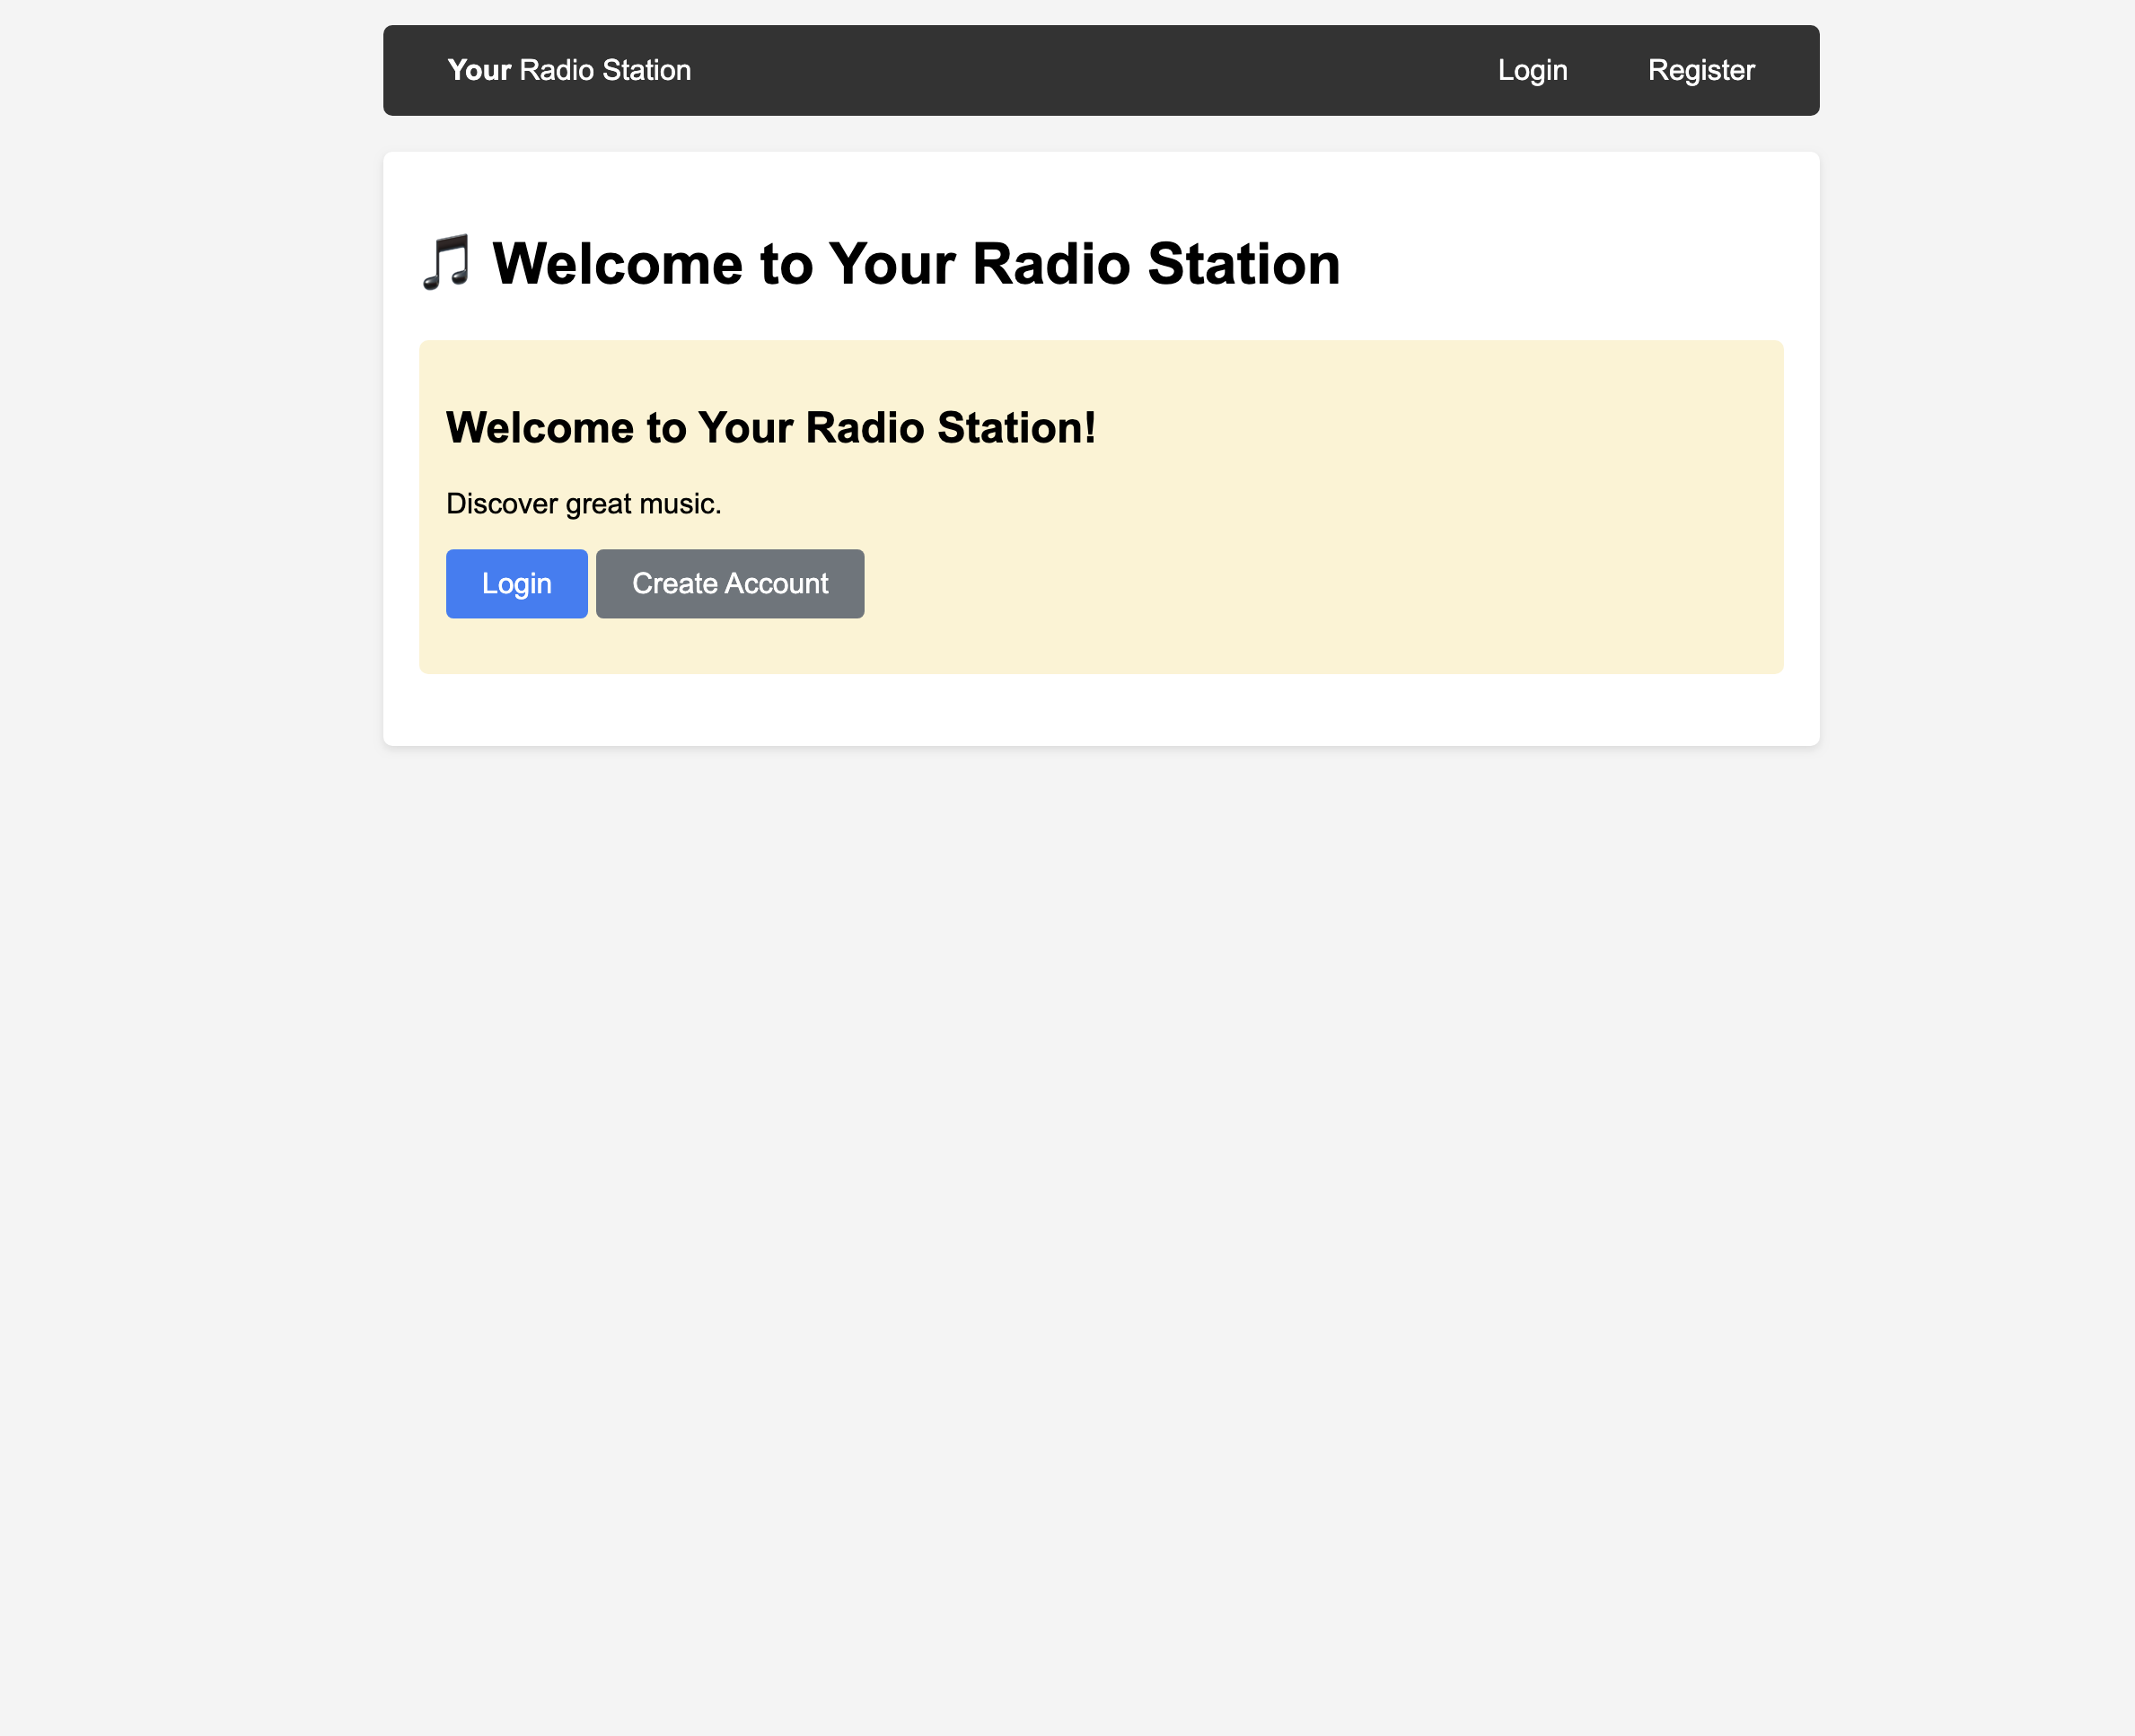 Your Radio Station
Login
Register
🎵 Welcome to Your Radio Station
Welcome to Your Radio Station!
Discover great music.
Login
Create Account